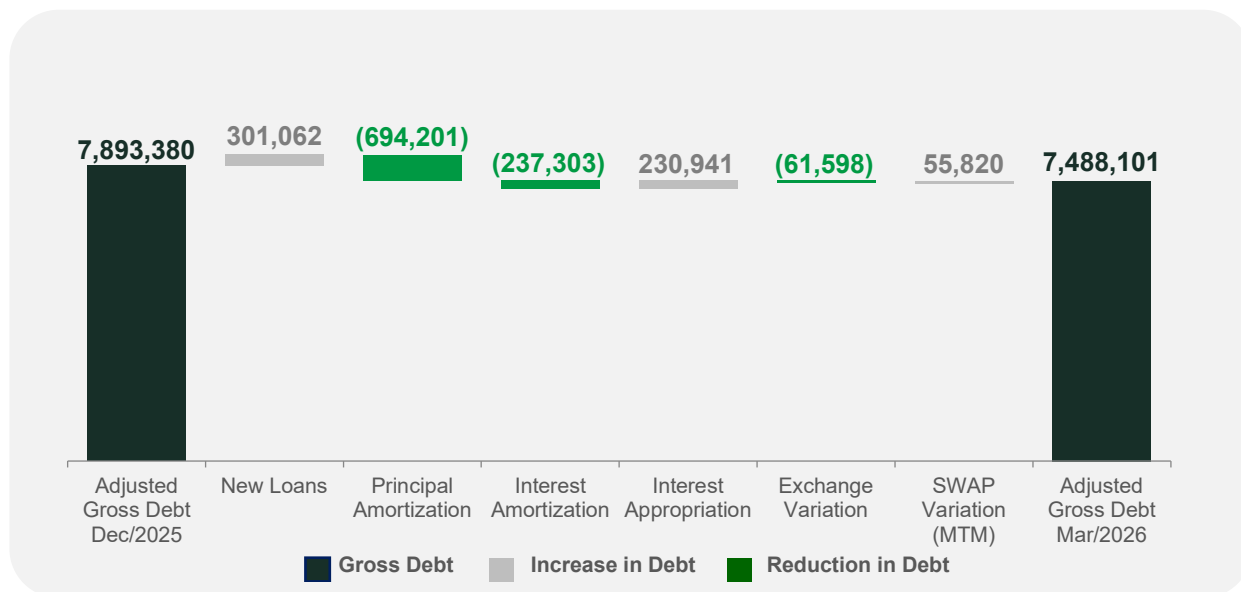 7,893,380
301,062
(694,201)
(237,303)
230,941
(61,598)
55,820
7,488,101
Adjusted
Gross Debt
Dec/2025
New Loans
Principal
Amortization
Interest
Amortization
Interest
Appropriation
Exchange
Variation
SWAP
Variation
(MTM)
Adjusted
Gross Debt
Mar/2026
Gross Debt
Increase in Debt
Reduction in Debt